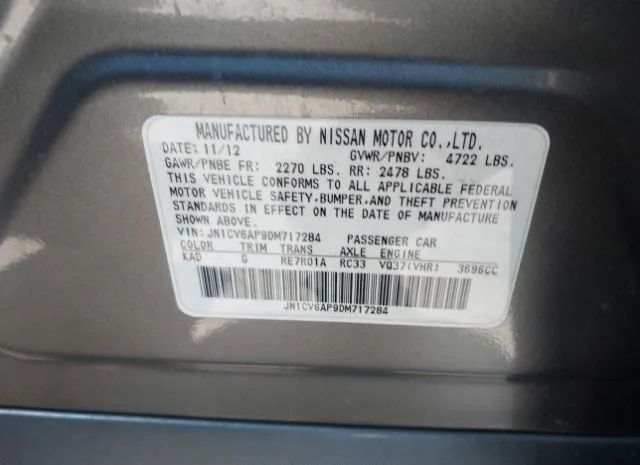 MANUFACTURED BY NISSAN MOTOR CO.,LTD.
DATE: 11/12 GVWR/PNBV: 4722 LBS.
GAWR/PNBE FR: 2270 LBS. RR: 2478 LBS.
THIS VEHICLE CONFORMS TO ALL APPLICABLE FEDERAL
MOTOR VEHICLE SAFETY,BUMPER,AND THEFT PREVENTION
STANDARDS IN EFFECT ON THE DATE OF MANUFACTURE
SHOWN ABOVE.
VIN: JN1CV6AP9DM717284 PASSENGER CAR
COLOR TRIM TRANS AXLE ENGINE
KAD G RE7R01A RC33 VQ37(VHR) 3696CC
JN1CV6AP9DM717284